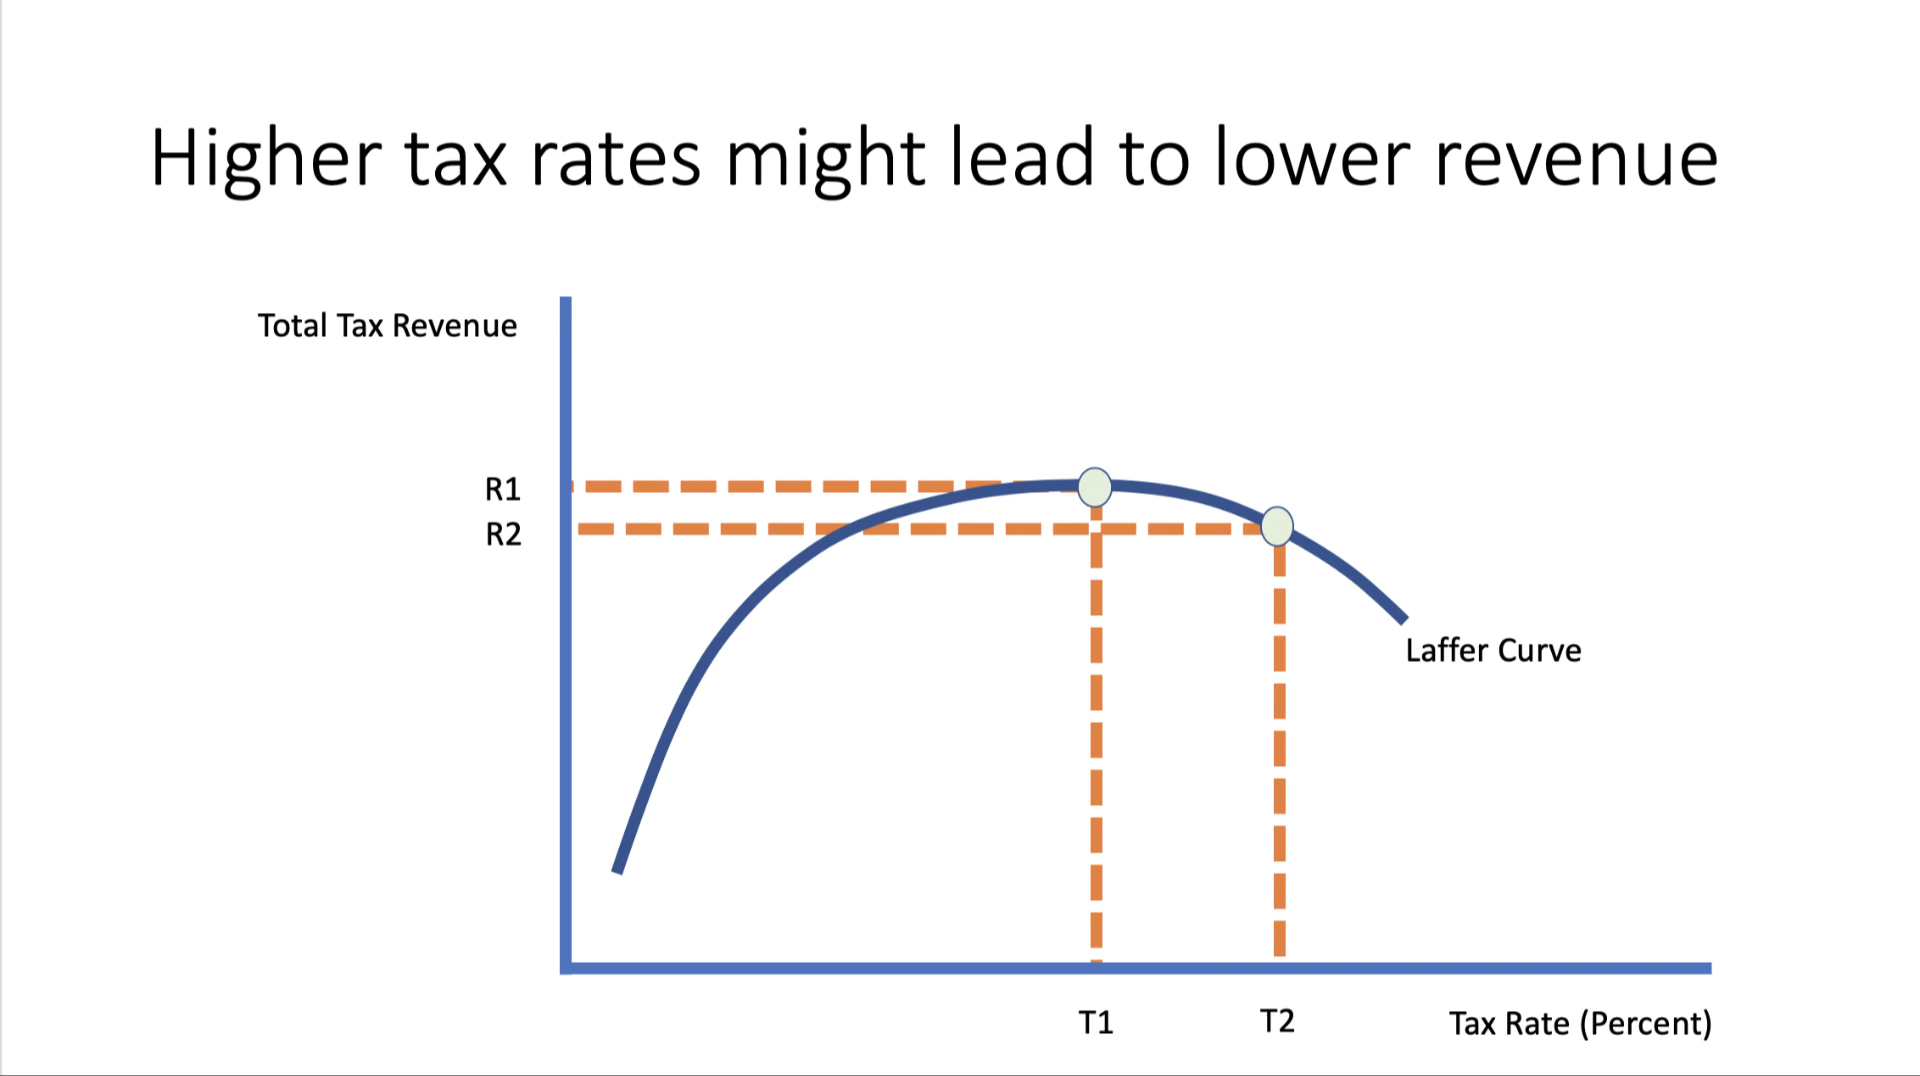 Higher tax rates might lead to lower revenue
Total Tax Revenue
R1
R2
Laffer Curve
T1
T2
Tax Rate (Percent)